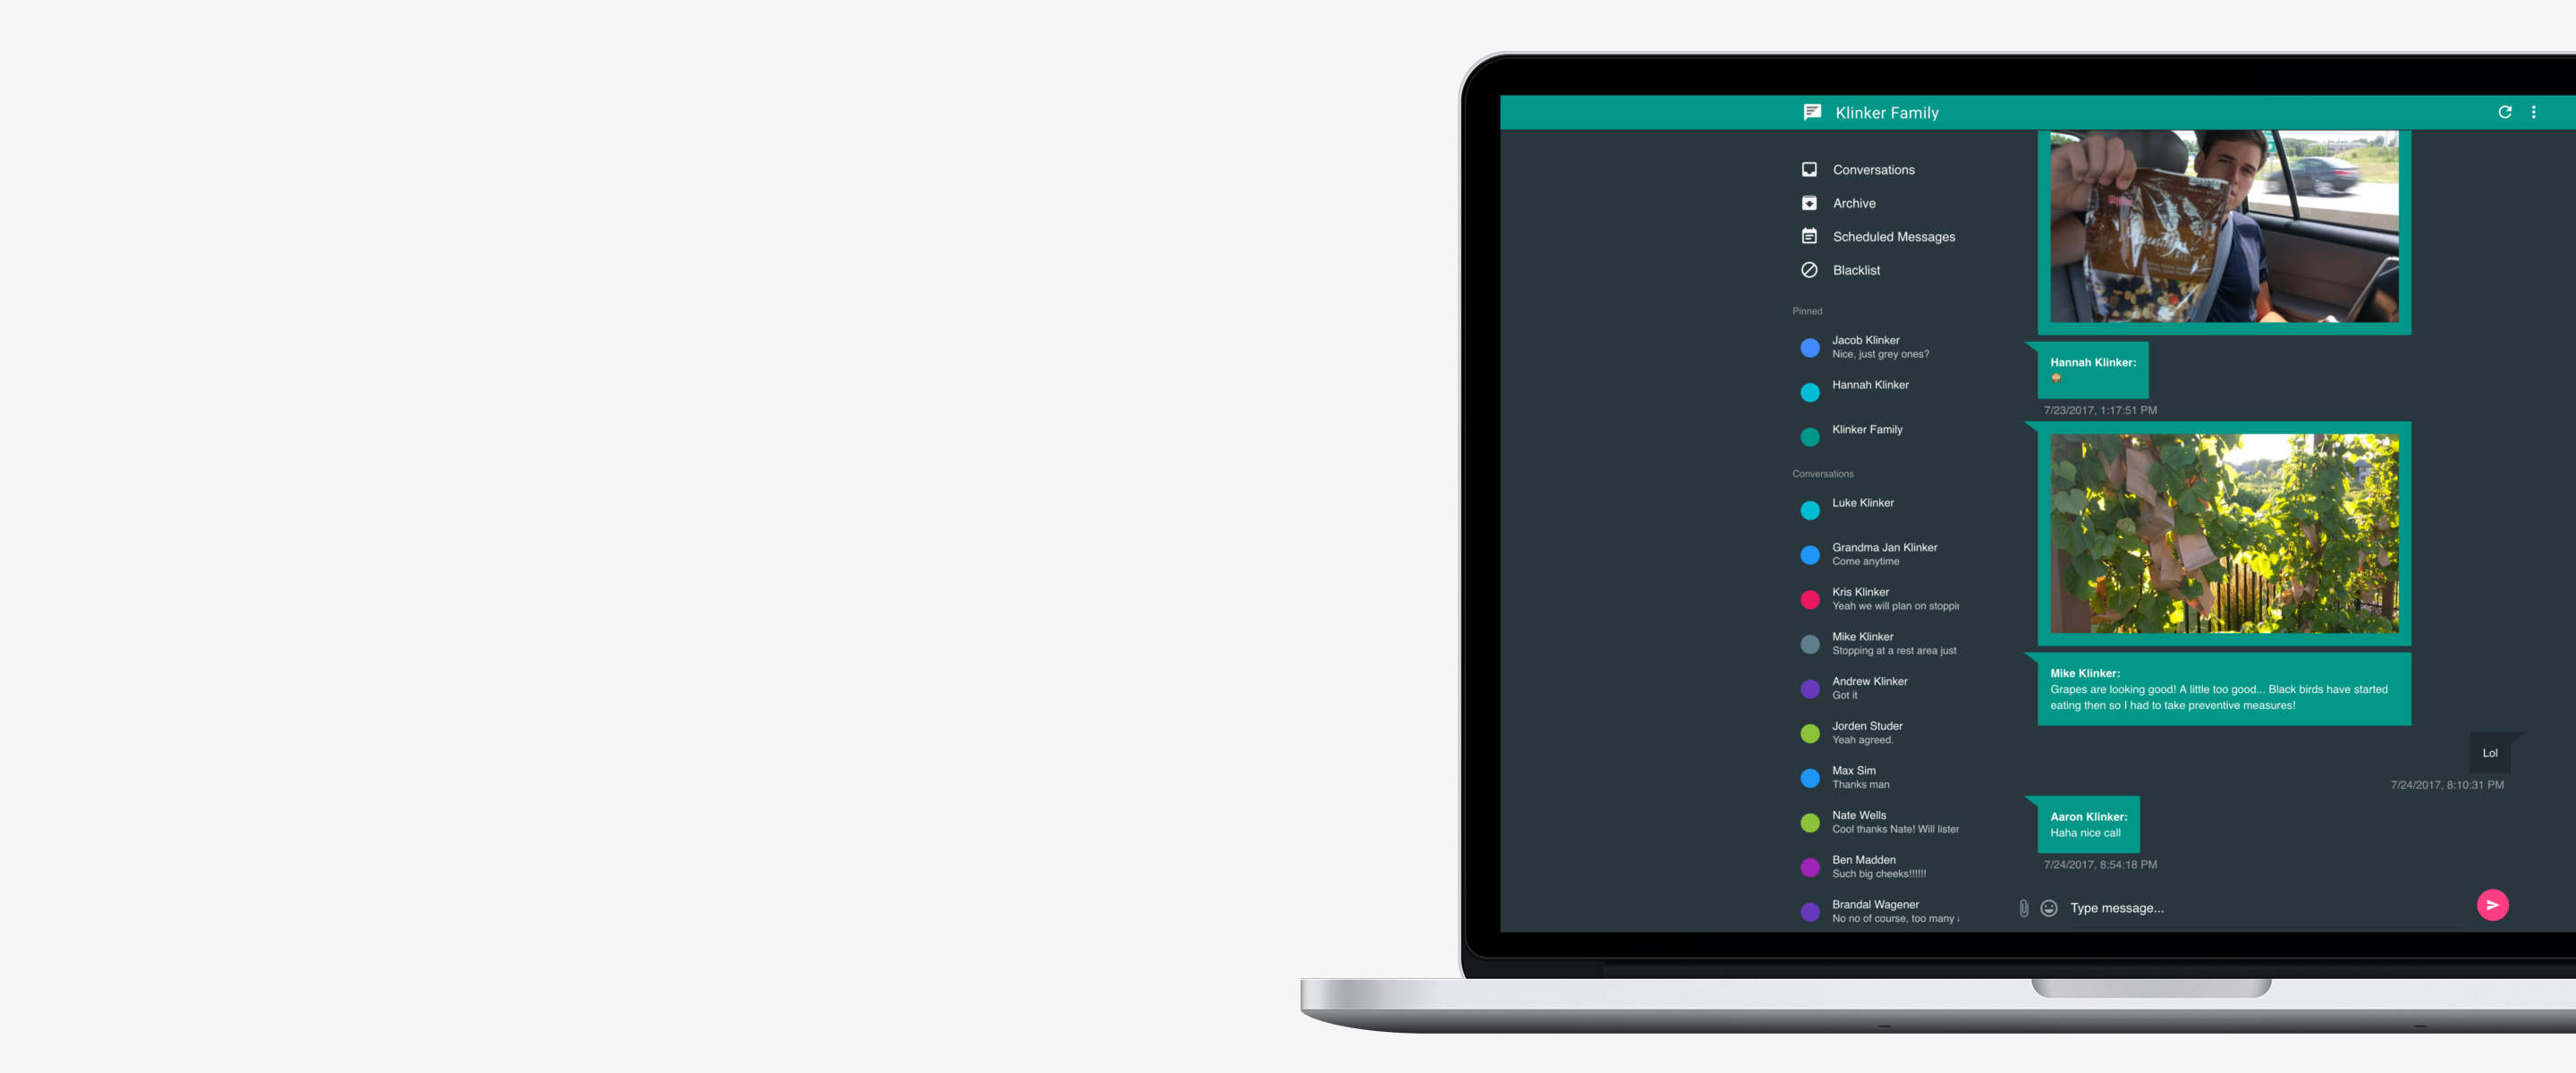 Klinker Family
Conversations
Archive
Scheduled Messages
Blacklist
Pinned
Jacob Klinker
Nice, just grey ones?
Hannah Klinker
Klinker Family
Conversations
Luke Klinker
Grandma Jan Klinker
Come anytime
Kris Klinker
Yeah we will plan on stoppi
Mike Klinker
Stopping at a rest area just
Andrew Klinker
Got it
Jorden Studer
Yeah agreed.
Max Sim
Thanks man
Nate Wells
Cool thanks Nate! Will lister
Ben Madden
Such big cheeks!!!!!!
Brandal Wagener
No no of course, too many
Hannah Klinker:
7/23/2017, 1:17:51 PM
Mike Klinker:
Grapes are looking good! A little too good... Black birds have started
eating then so I had to take preventive measures!
Lol
7/24/2017, 8:10:31 PM
Aaron Klinker:
Haha nice call
7/24/2017, 8:54:18 PM
Type message...